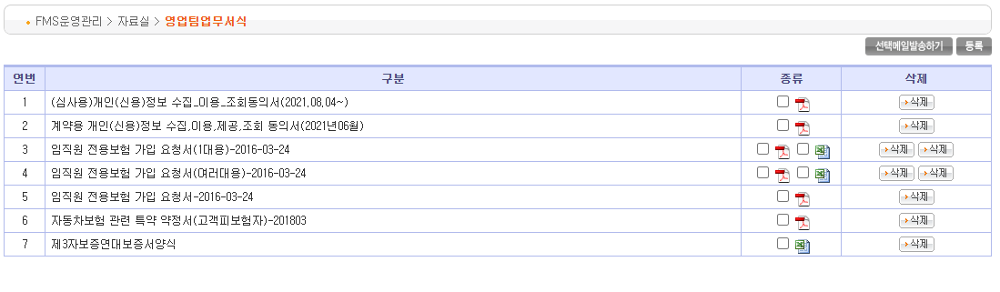 FMS운영관리 > 자료실 > 영업팀업무서식
선택메일발송하기 등록
연번 구분 종류 삭제
1 (심사용)개인(신용)정보 수집_이용_조회동의서(2021.08.04~) 삭제
2 계약용 개인(신용)정보 수집,이용,제공,조회 동의서(2021년06월) 삭제
3 임직원 전용보험 가입 요청서(1대용)-2016-03-24 삭제 삭제
4 임직원 전용보험 가입 요청서(여러대용)-2016-03-24 삭제 삭제
5 임직원 전용보험 가입 요청서-2016-03-24 삭제
6 자동차보험 관련 특약 약정서(고객피보험자)-201803 삭제
7 제3자보증연대보증서양식 삭제